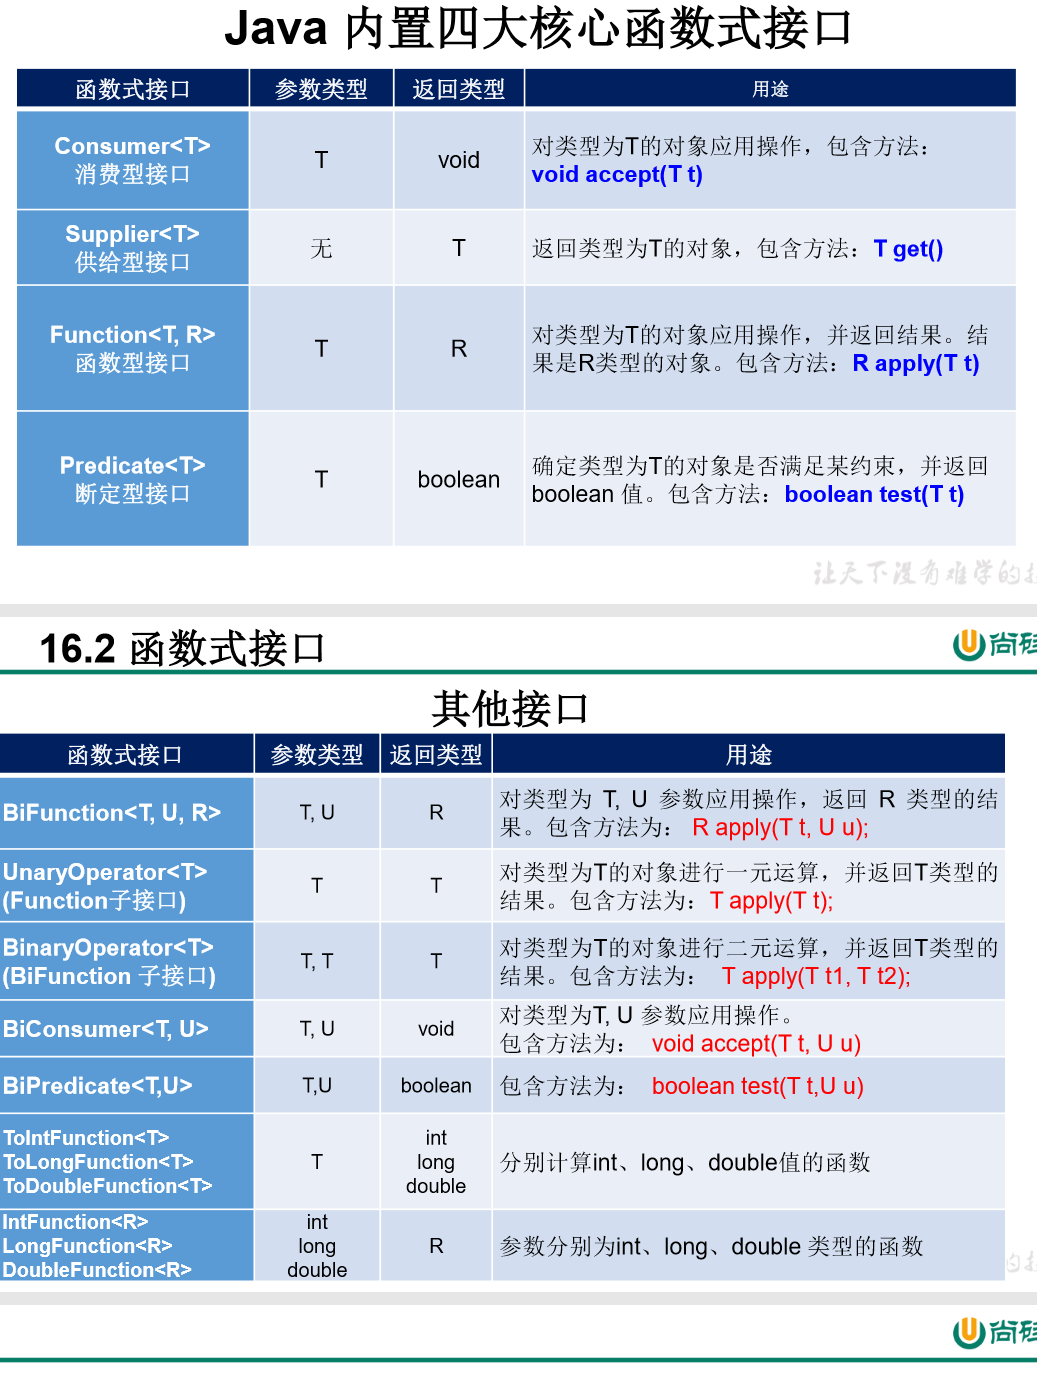 Java 内置四大核心函数式接口
函数式接口 参数类型 返回类型 用途
Consumer<T>
消费型接口
T
void
对类型为T的对象应用操作，包含方法：
void accept(T t)
Supplier<T>
供给型接口
无
T
返回类型为T的对象，包含方法：T get()
Function<T, R>
函数型接口
T
R
对类型为T的对象应用操作，并返回结果。结
果是R类型的对象。包含方法：R apply(T t)
Predicate<T>
断定型接口
T
boolean
确定类型为T的对象是否满足某约束，并返回
boolean 值。包含方法：boolean test(T t)
让天下没有难学的技
16.2 函数式接口
尚硅
其他接口
函数式接口 参数类型 返回类型 用途
BiFunction<T, U, R>
T, U
R
对类型为 T, U 参数应用操作，返回 R 类型的结
果。包含方法为： R apply(T t, U u);
UnaryOperator<T>
(Function子接口)
T
T
对类型为T的对象进行一元运算，并返回T类型的
结果。包含方法为：T apply(T t);
BinaryOperator<T>
(BiFunction 子接口)
T, T
T
对类型为T的对象进行二元运算，并返回T类型的
结果。包含方法为： T apply(T t1, T t2);
BiConsumer<T, U>
T, U
void
对类型为T, U 参数应用操作。
包含方法为： void accept(T t, U u)
BiPredicate<T,U>
T,U
boolean
包含方法为： boolean test(T t,U u)
ToIntFunction<T>
ToLongFunction<T>
ToDoubleFunction<T>
T
int
long
double
分别计算int、long、double值的函数
IntFunction<R>
LongFunction<R>
DoubleFunction<R>
int
long
double
R
参数分别为int、long、double 类型的函数
的技
尚硅